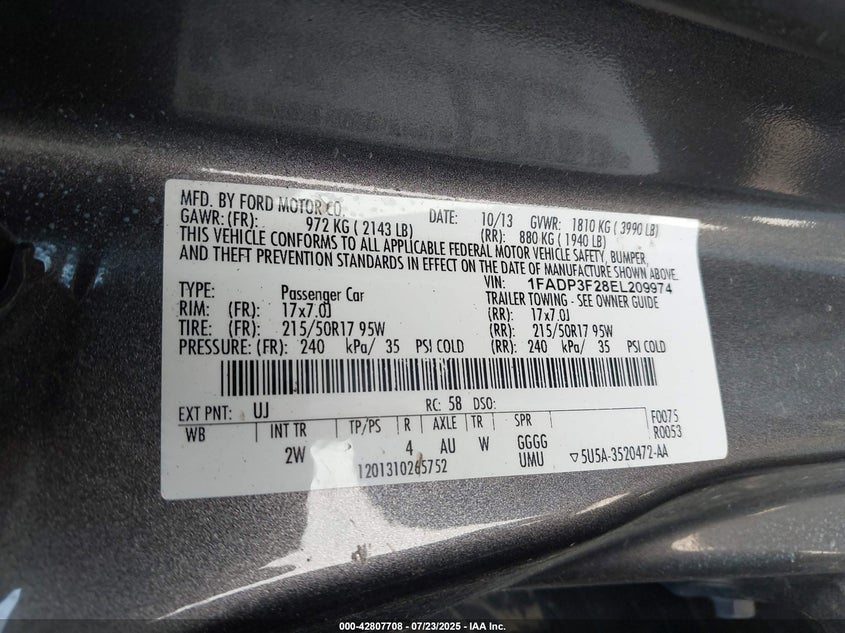 MFD. BY FORD MOTOR CO. DATE: 10/13 GVWR: 1810 KG ( 3990 LB)
GAWR: (FR): 972 KG ( 2143 LB) (RR): 880 KG ( 1940 LB)
THIS VEHICLE CONFORMS TO ALL APPLICABLE FEDERAL MOTOR VEHICLE SAFETY, BUMPER,
AND THEFT PREVENTION STANDARDS IN EFFECT ON THE DATE OF MANUFACTURE SHOWN ABOVE.
VIN: 1FADP3F28EL209974
TYPE: Passenger Car TRAILER TOWING - SEE OWNER GUIDE
RIM: (FR): 17x7.0J (RR): 17x7.0J
TIRE: (FR): 215/50R17 95W (RR): 215/50R17 95W
PRESSURE: (FR): 240 kPa/ 35 PSI COLD (RR): 240 kPa/ 35 PSI COLD
EXT PNT: UJ RC: 58 DSO: F0075
WB INT TR TP/PS R AXLE TR SPR R0053
2W 4 AU W GGGG
1201310265752 UMU ▽5U5A-3520472-AA
000-42807708 - 07/23/2025 - IAA Inc.